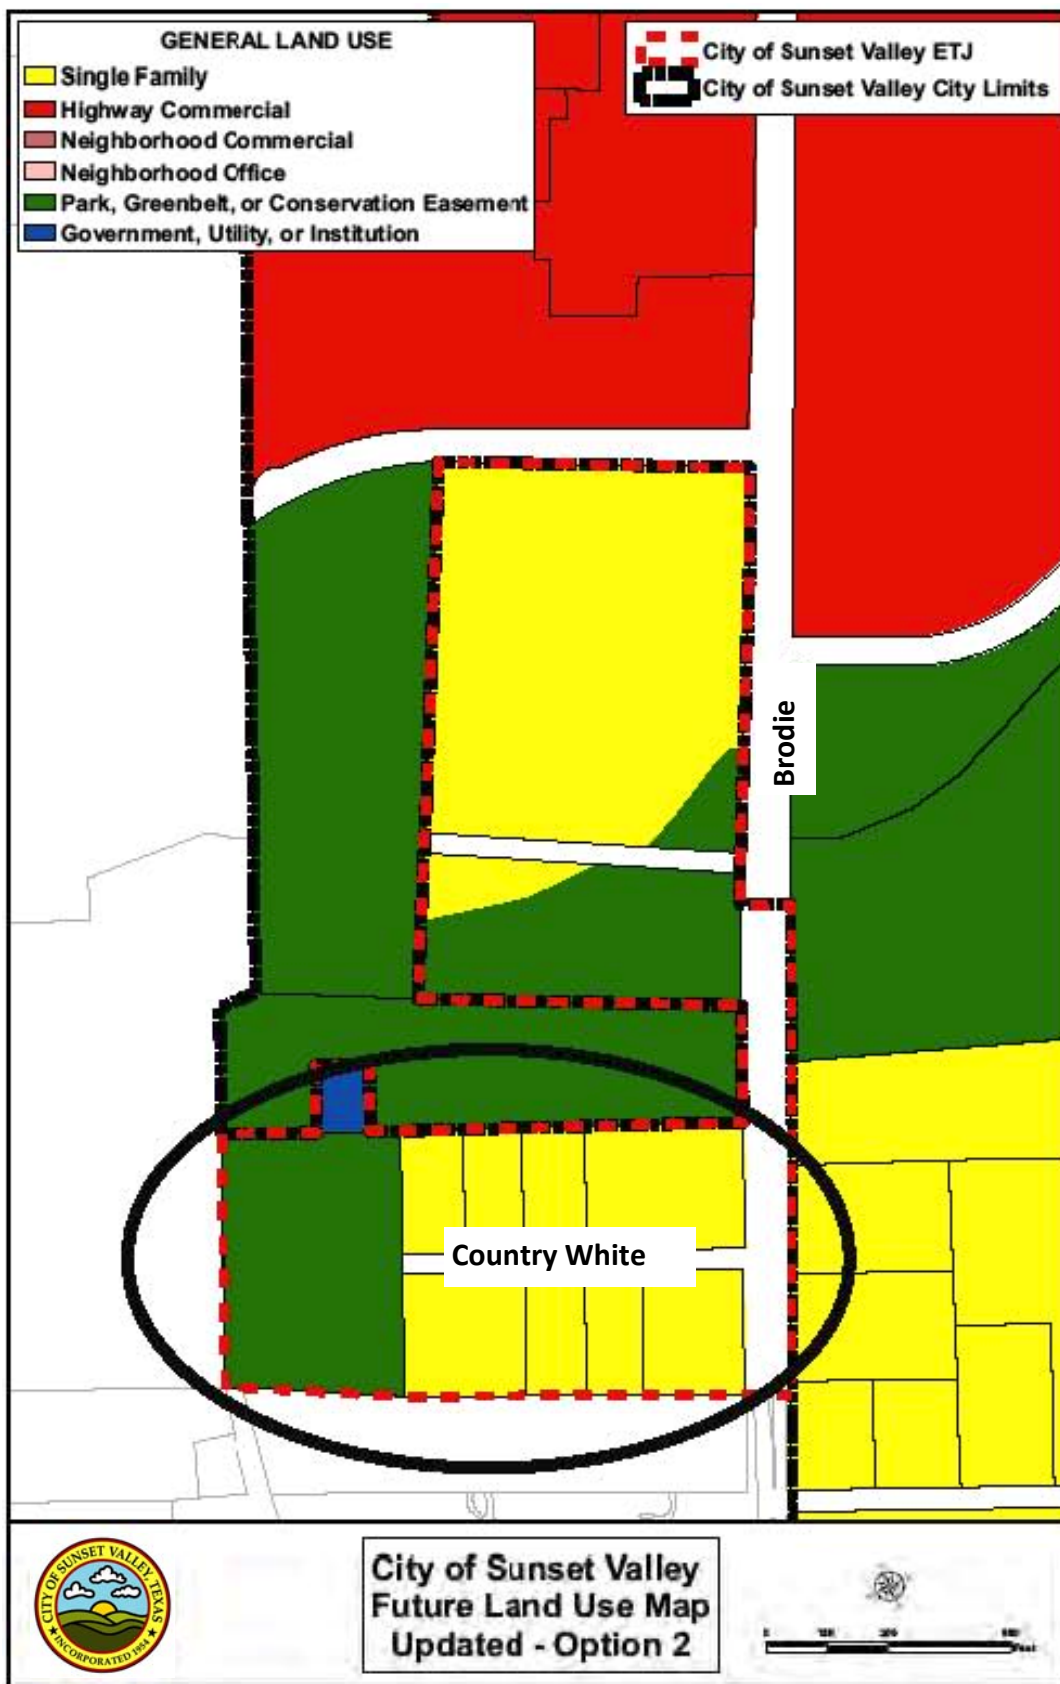 GENERAL LAND USE
Single Family
Highway Commercial
Neighborhood Commercial
Neighborhood Office
Park, Greenbelt, or Conservation Easement
Government, Utility, or Institution
City of Sunset Valley ETJ
City of Sunset Valley City Limits
Brodie
Country White
CITY OF SUNSET VALLEY, TEXAS
INCORPORATED 1954
City of Sunset Valley
Future Land Use Map
Updated - Option 2
0